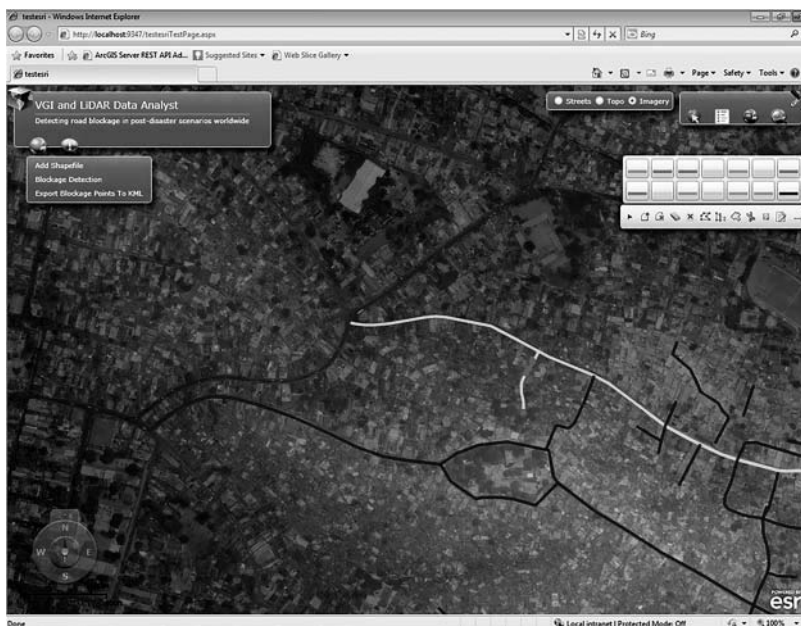 testesri - Windows Internet Explorer
http://localhost:9347/testesriTestPage.aspx
Bing
Favorites
ArcGIS Server REST API Ad...
Suggested Sites
Web Slice Gallery
testesri
Page
Safety
Tools
VGI and LiDAR Data Analyst
Detecting road blockage in post-disaster scenarios worldwide
Streets Topo Imagery
Add Shapefile
Blockage Detection
Export Blockage Points To KML
N
W E
S
POWERED BY
esri
Done
Local intranet | Protected Mode: Off
100%